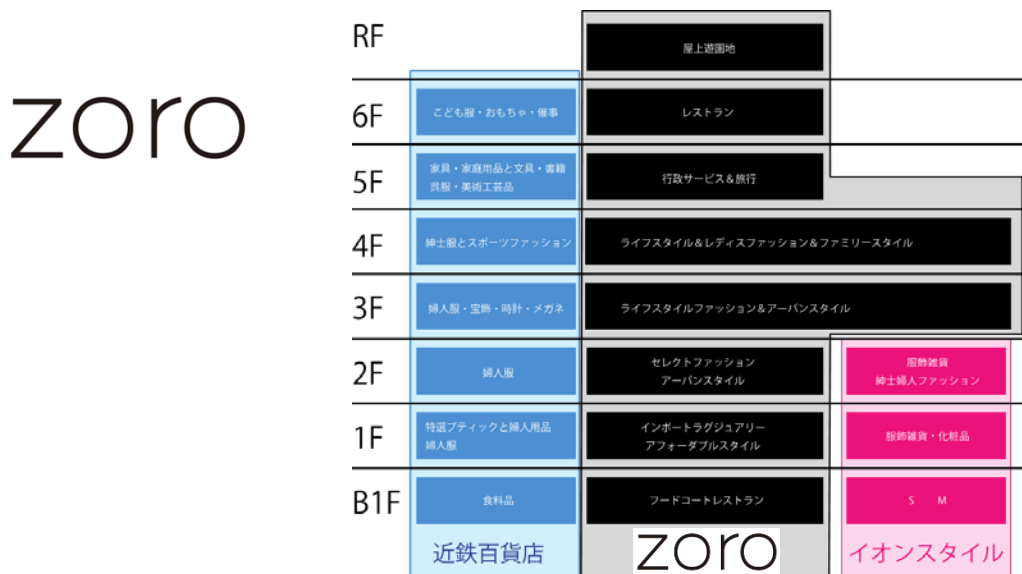 zoro
RF
屋上遊園地
6F
こども服・おもちゃ・催事
レストラン
5F
家具・家庭用品と文具・書籍
呉服・美術工芸品
行政サービス&旅行
4F
紳士服とスポーツファッション
ライフスタイル&レディスファッション&ファミリースタイル
3F
婦人服・宝飾・時計・メガネ
ライフスタイルファッション&アーバンスタイル
2F
婦人服
セレクトファッション
アーバンスタイル
服飾雑貨
紳士婦人ファッション
1F
特選ブティックと婦人用品
婦人服
インポートラグジュアリー
アフォーダブルスタイル
服飾雑貨・化粧品
B1F
食料品
フードコートレストラン
S M
近鉄百貨店
zoro
イオンスタイル